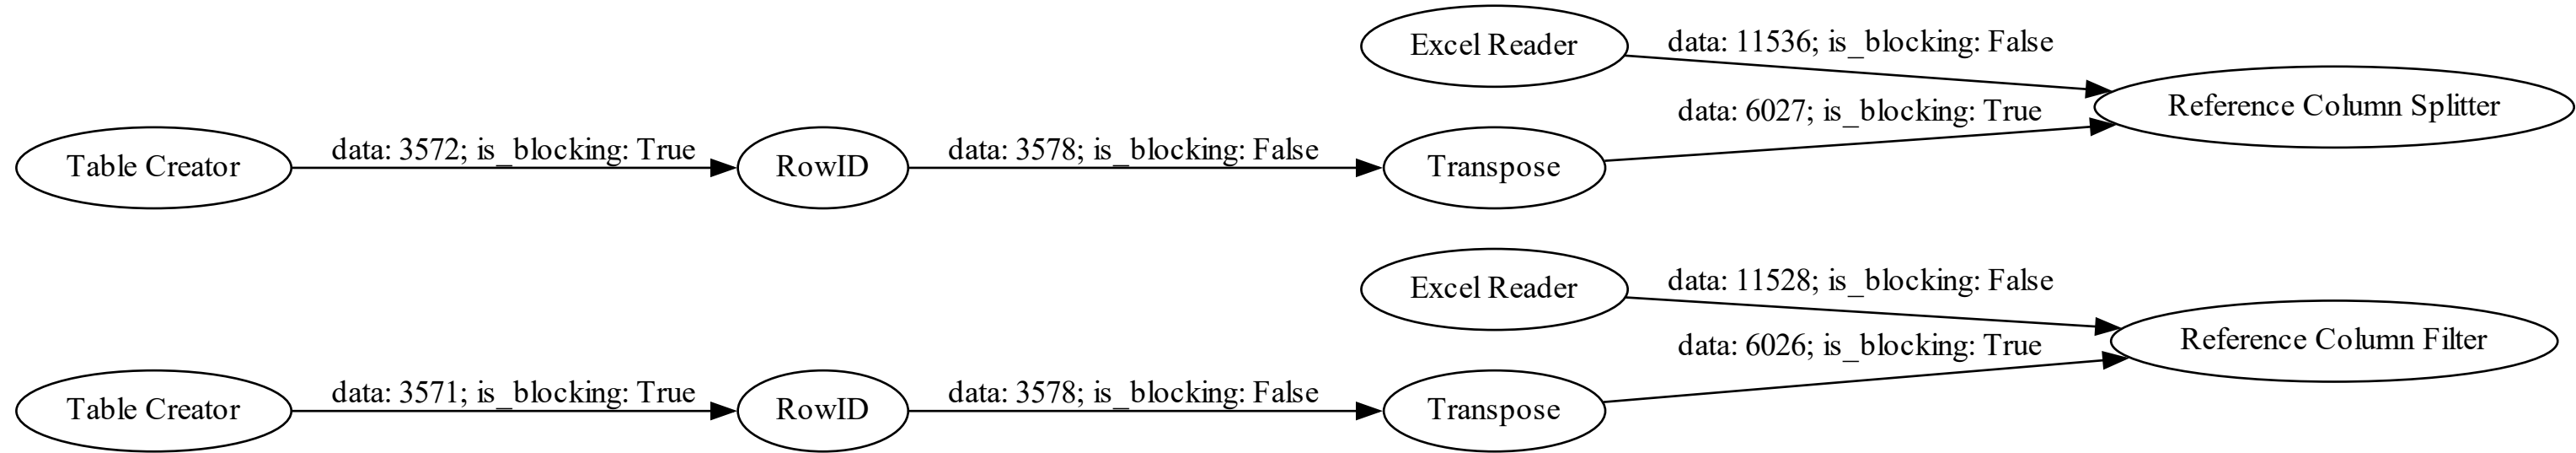 Excel Reader
data: 11536; is_blocking: False
Reference Column Splitter
data: 6027; is_blocking: True
Table Creator
data: 3572; is_blocking: True
RowID
data: 3578; is_blocking: False
Transpose
Excel Reader
data: 11528; is_blocking: False
Reference Column Filter
data: 6026; is_blocking: True
Table Creator
data: 3571; is_blocking: True
RowID
data: 3578; is_blocking: False
Transpose